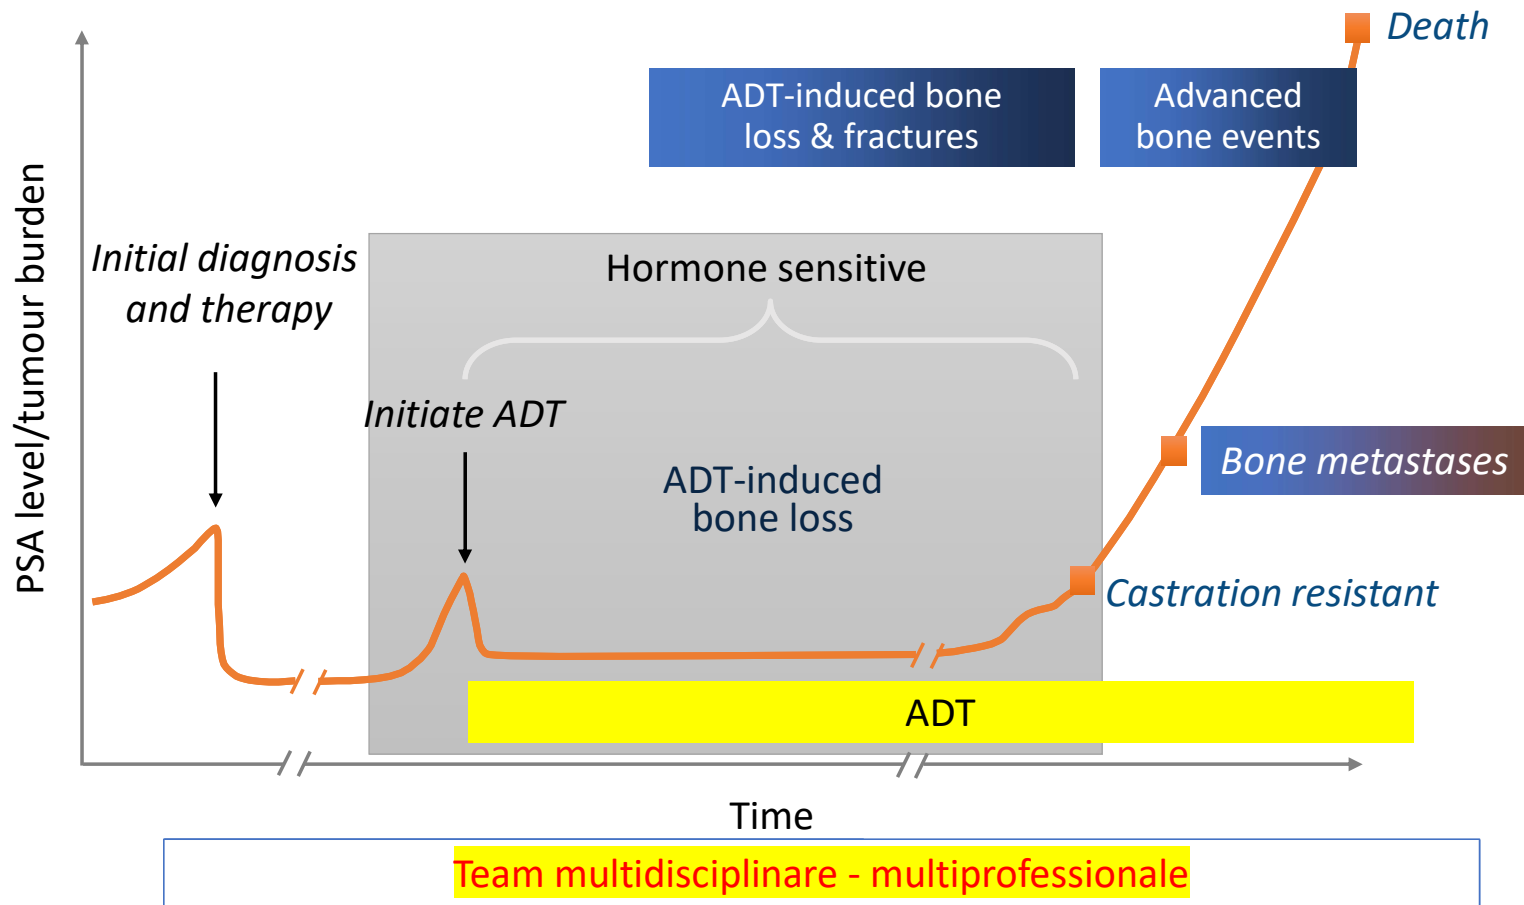 Death
ADT-induced bone
loss & fractures
Advanced
bone events
PSA level/tumour burden
Initial diagnosis
and therapy
Hormone sensitive
Initiate ADT
ADT-induced
bone loss
Bone metastases
Castration resistant
ADT
Time
Team multidisciplinare - multiprofessionale